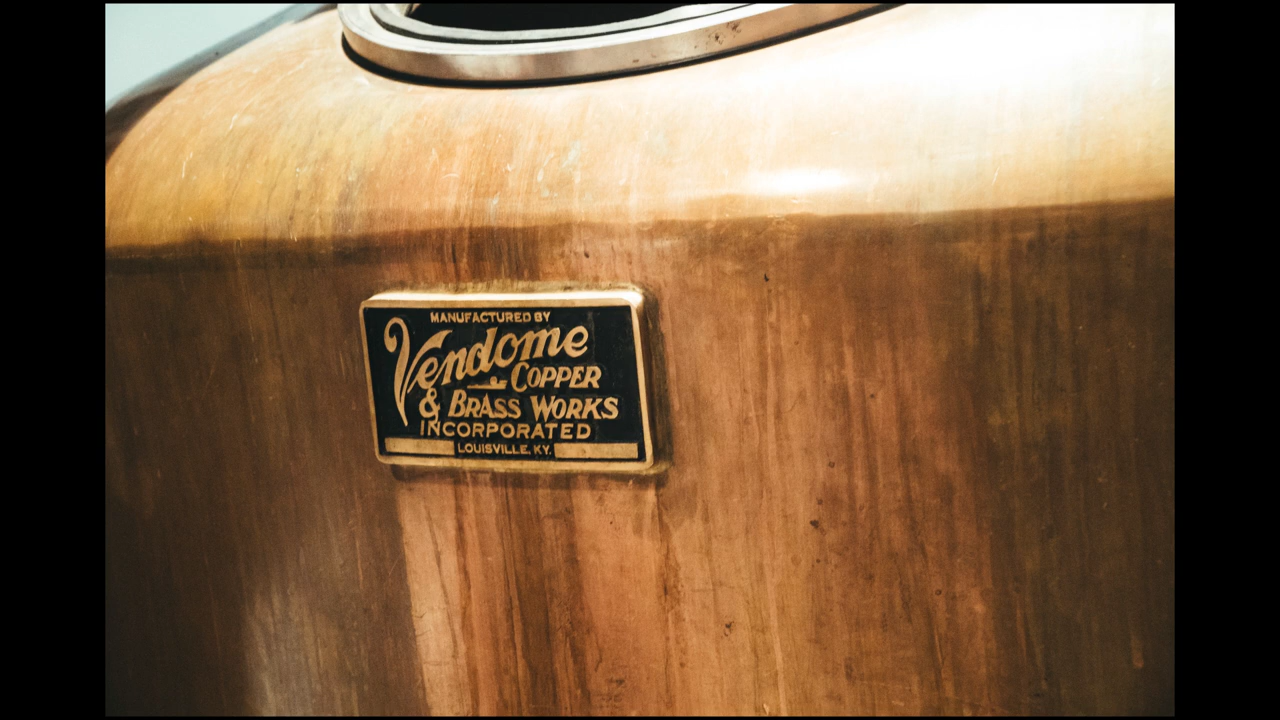 MANUFACTURED BY
Vendome
COPPER
& BRASS WORKS
INCORPORATED
LOUISVILLE, KY.